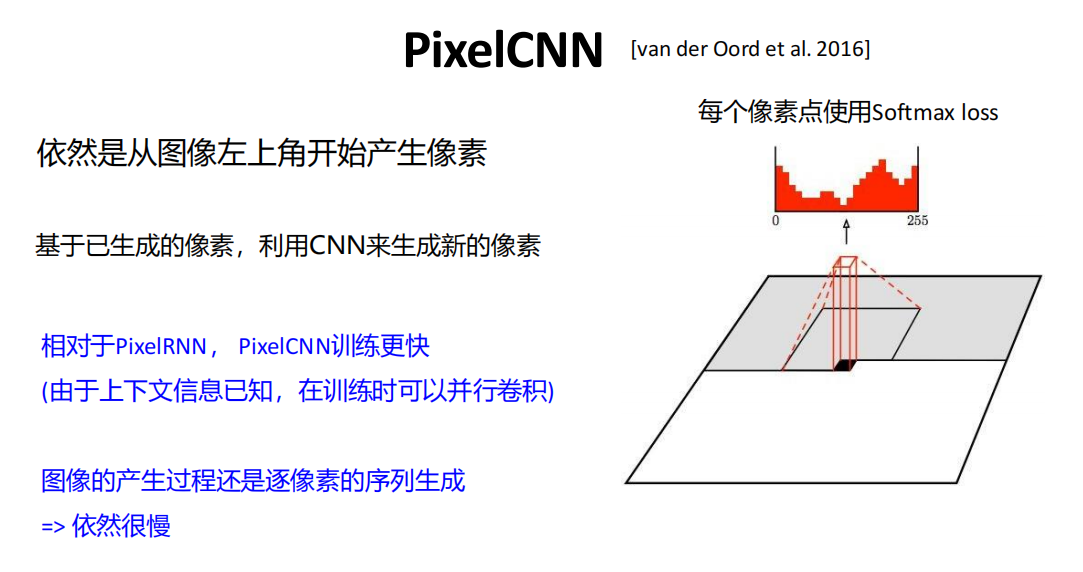 PixelCNN [van der Oord et al. 2016]
每个像素点使用Softmax loss
依然是从图像左上角开始产生像素
0 255
基于已生成的像素，利用CNN来生成新的像素
相对于PixelRNN， PixelCNN训练更快
(由于上下文信息已知，在训练时可以并行卷积)
图像的产生过程还是逐像素的序列生成
=> 依然很慢